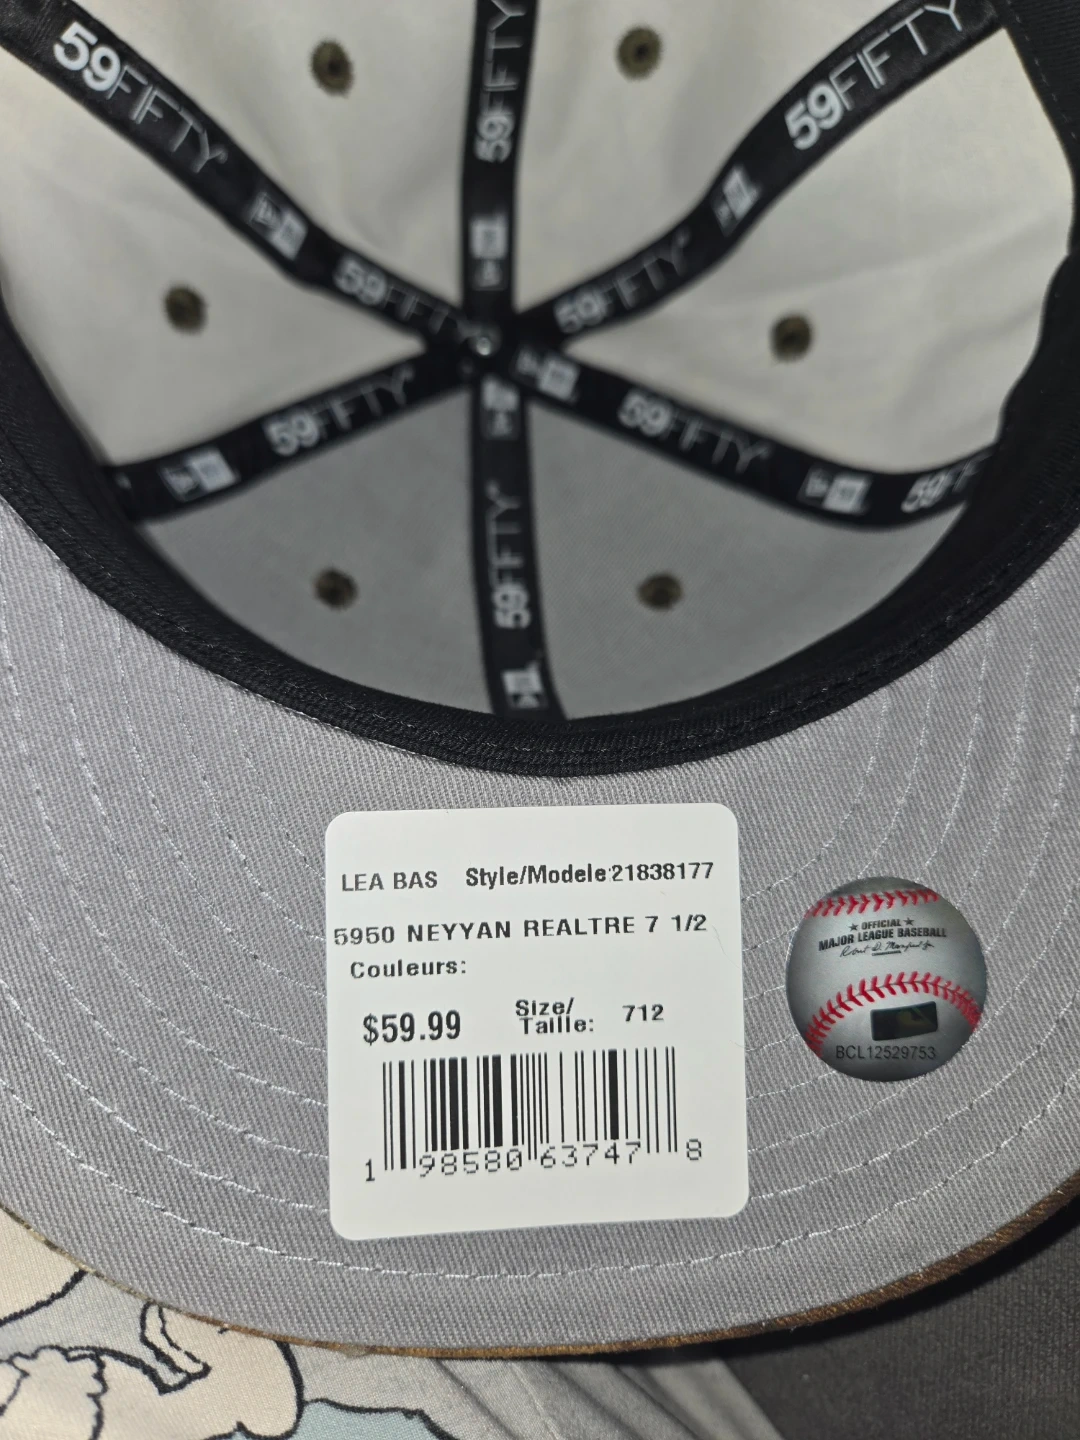 59FIFTY
59FIFTY
59FIFTY
59FIFTY
59FIFTY
59FIFTY
59FIFTY
59FIFTY
LEA BAS Style/Modele:21838177
5950 NEYYAN REALTRE 7 1/2
Couleurs:
$59.99 Size/Taille: 712
1 98580 63747 8
OFFICIAL
MAJOR LEAGUE BASEBALL
BCL12529753